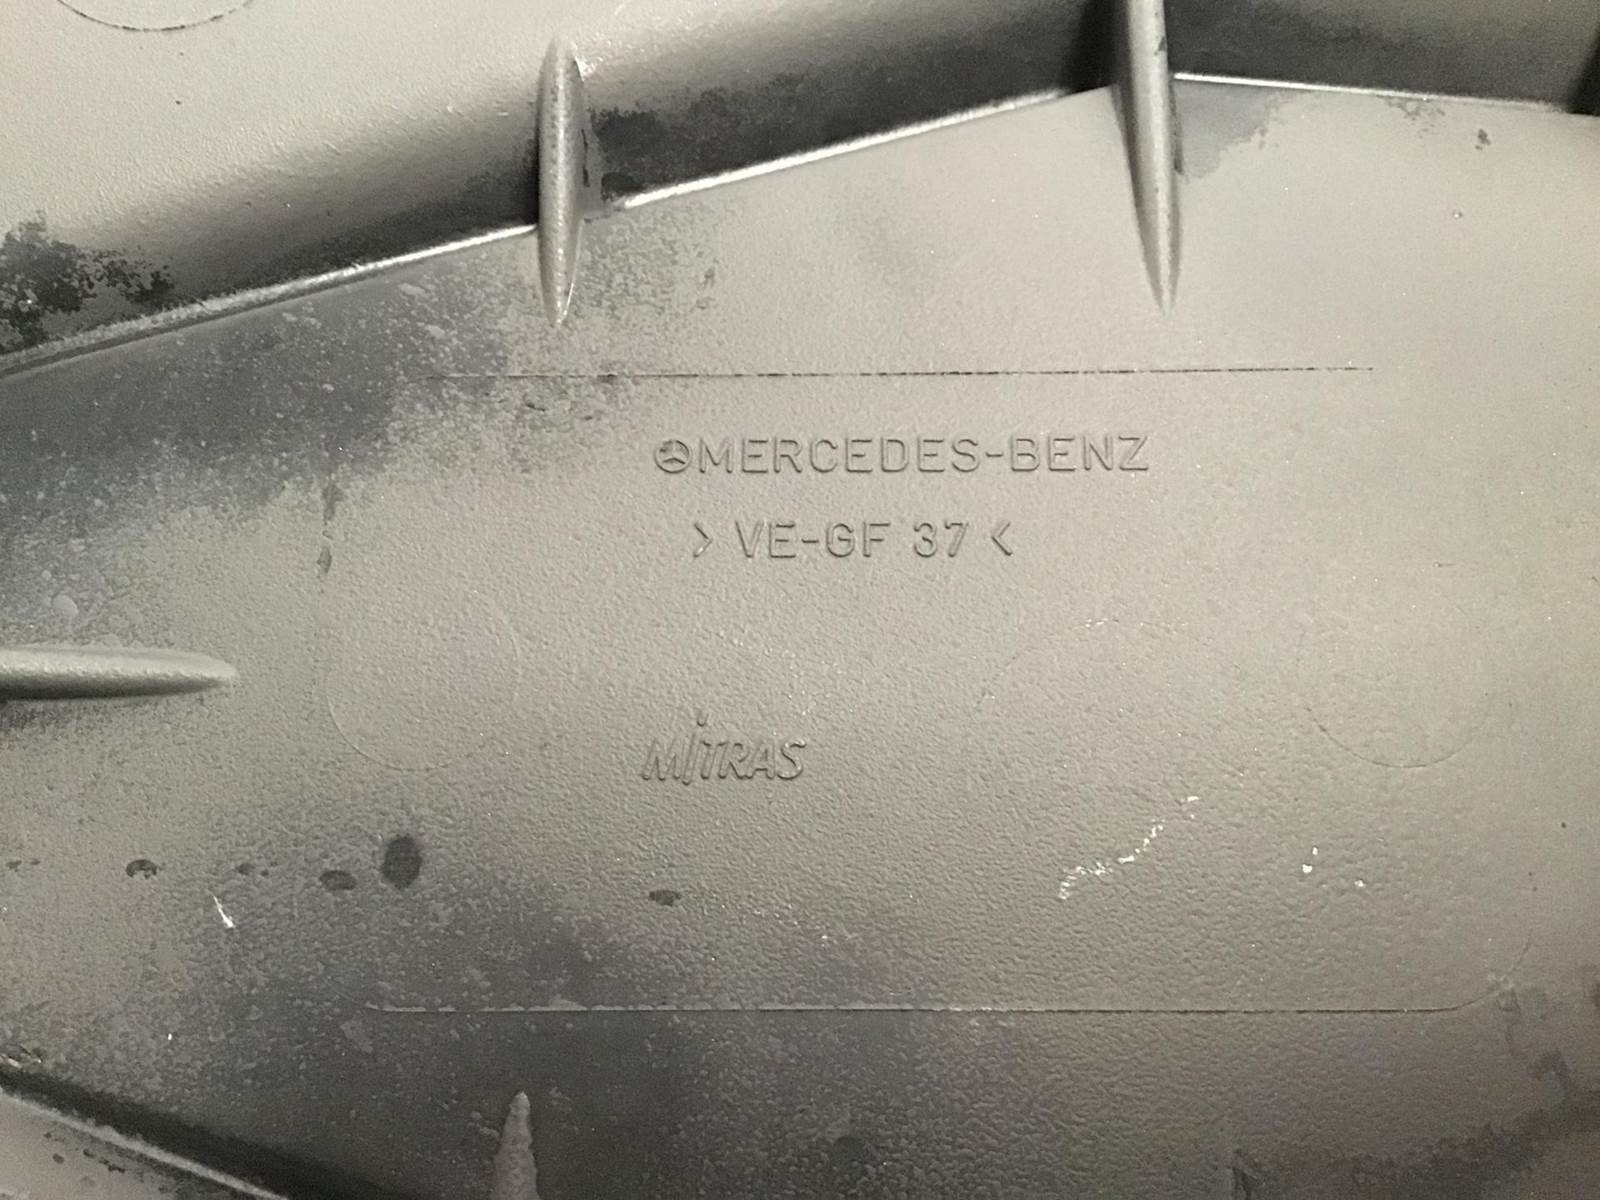 MERCEDES-BENZ
> VE-GF 37 <
MiTRAS